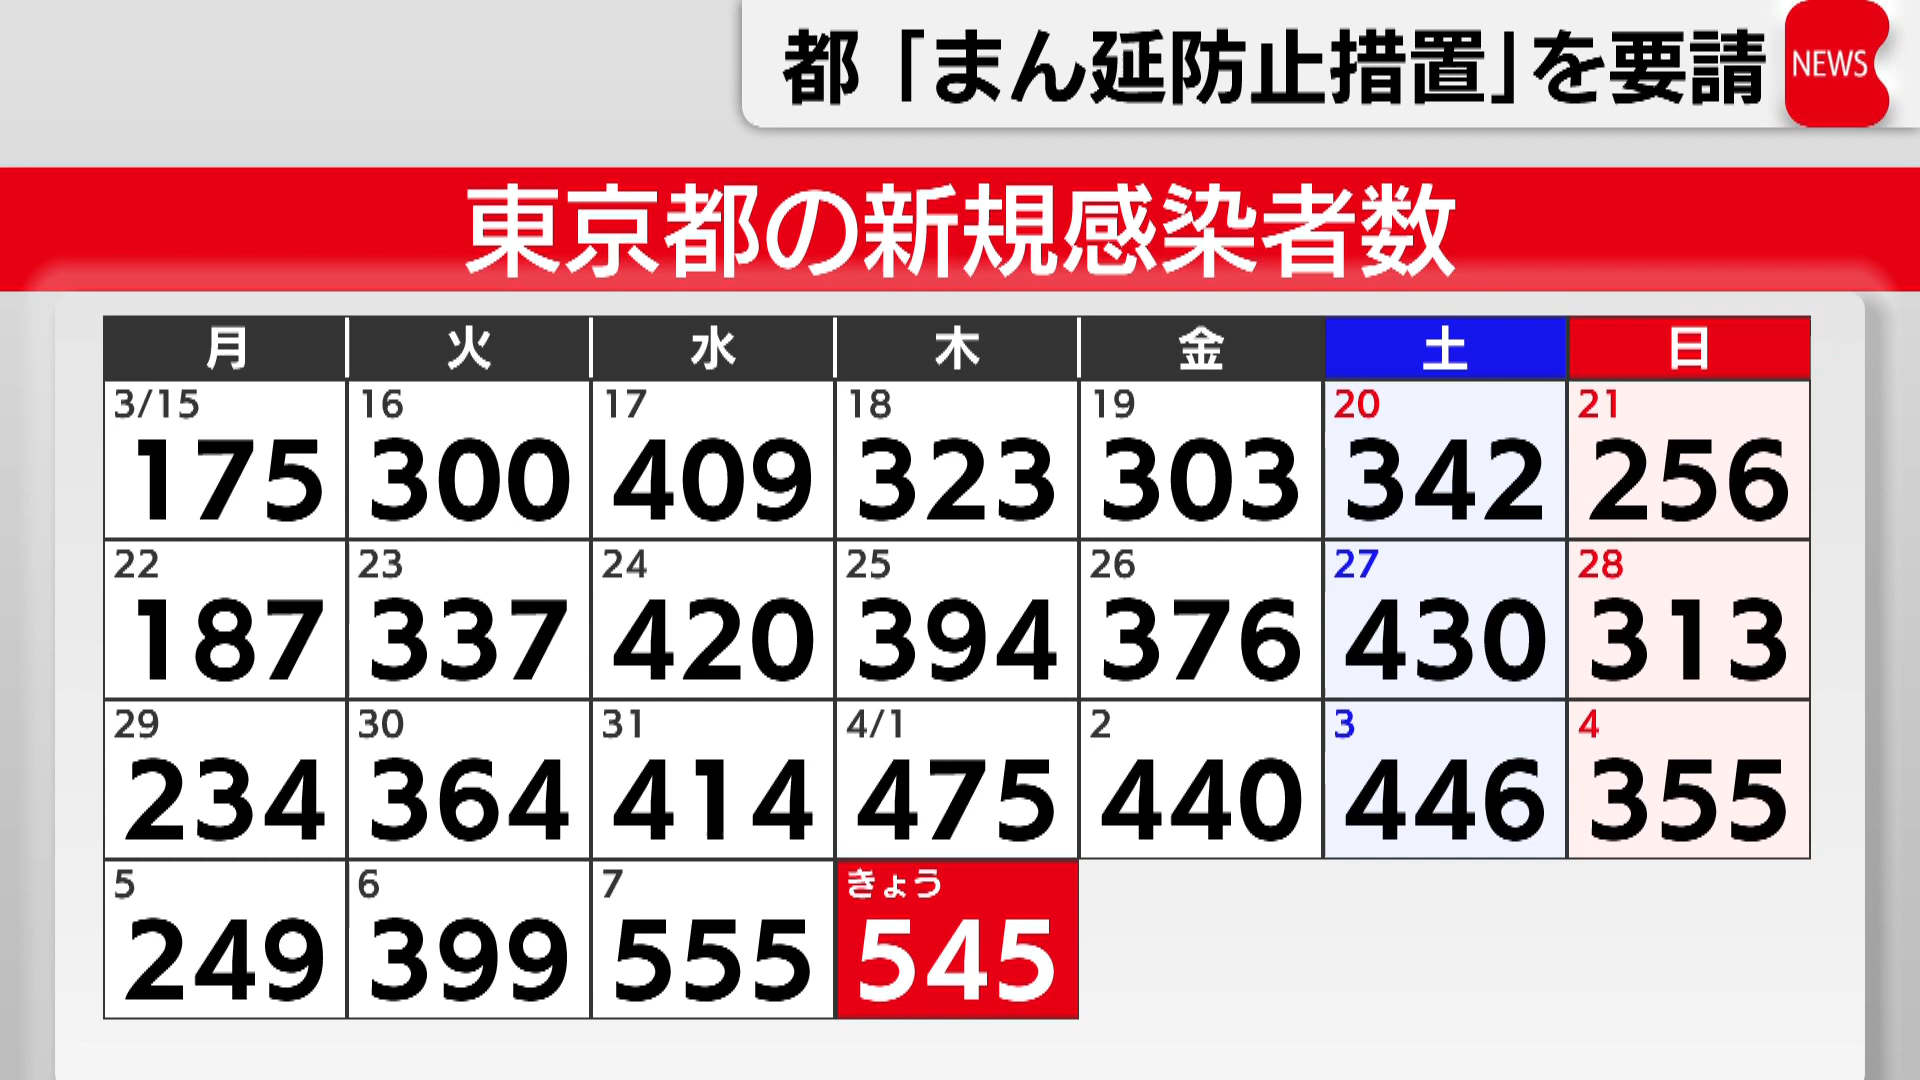 都「まん延防止措置」を要請
NEWS
東京都の新規感染者数
月 火 水 木 金 土 日
3/15 16 17 18 19 20 21
175 300 409 323 303 342 256
22 23 24 25 26 27 28
187 337 420 394 376 430 313
29 30 31 4/1 2 3 4
234 364 414 475 440 446 355
5 6 7 きょう
249 399 555 545